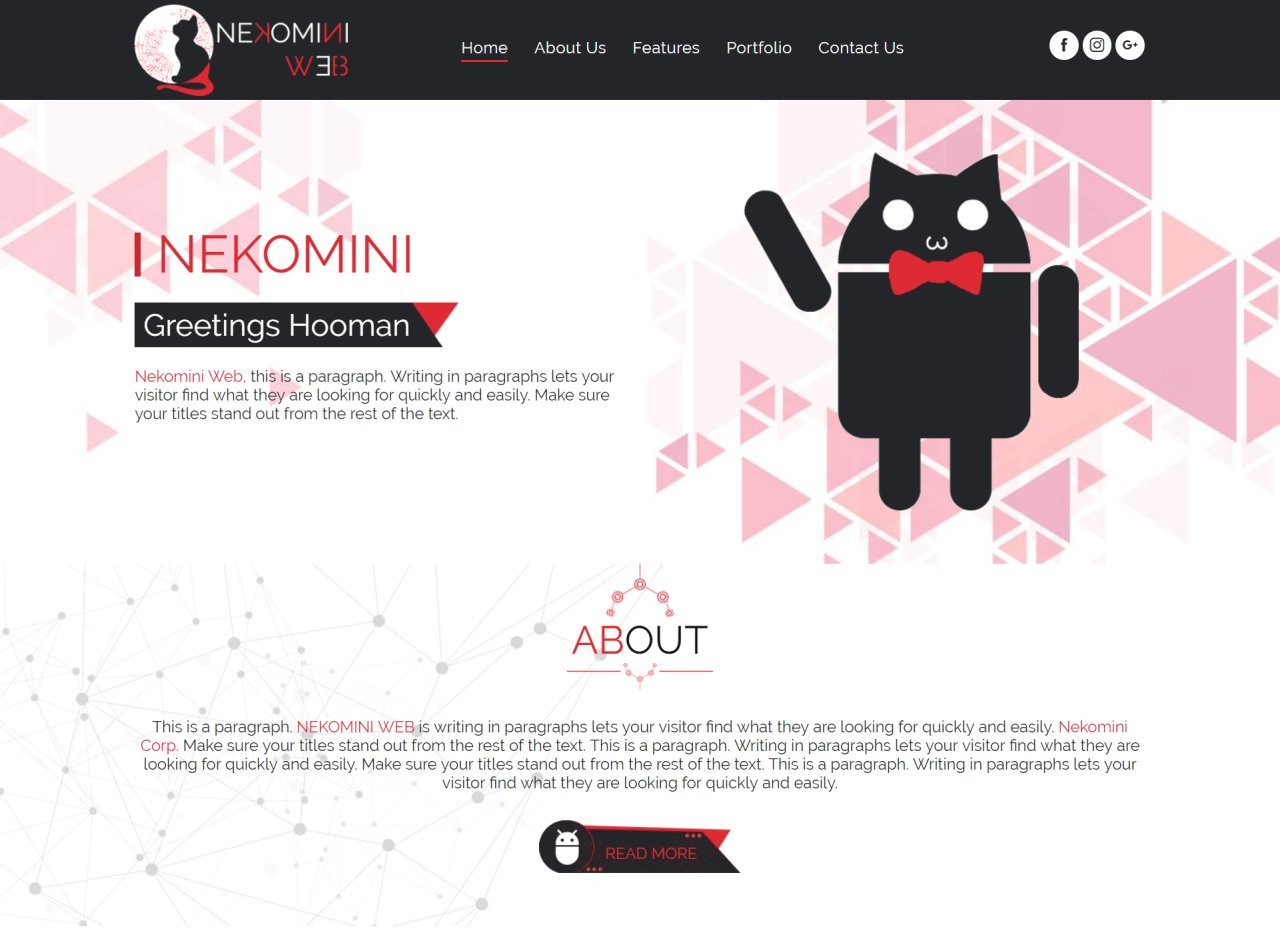 NEKOMINI
WEB
Home About Us Features Portfolio Contact Us
f G+
NEKOMINI
Greetings Hooman
Nekomini Web, this is a paragraph. Writing in paragraphs lets your
visitor find what they are looking for quickly and easily. Make sure
your titles stand out from the rest of the text.
ABOUT
This is a paragraph. NEKOMINI WEB is writing in paragraphs lets your visitor find what they are looking for quickly and easily. Nekomini
Corp. Make sure your titles stand out from the rest of the text. This is a paragraph. Writing in paragraphs lets your visitor find what they are
looking for quickly and easily. Make sure your titles stand out from the rest of the text. This is a paragraph. Writing in paragraphs lets your
visitor find what they are looking for quickly and easily.
READ MORE